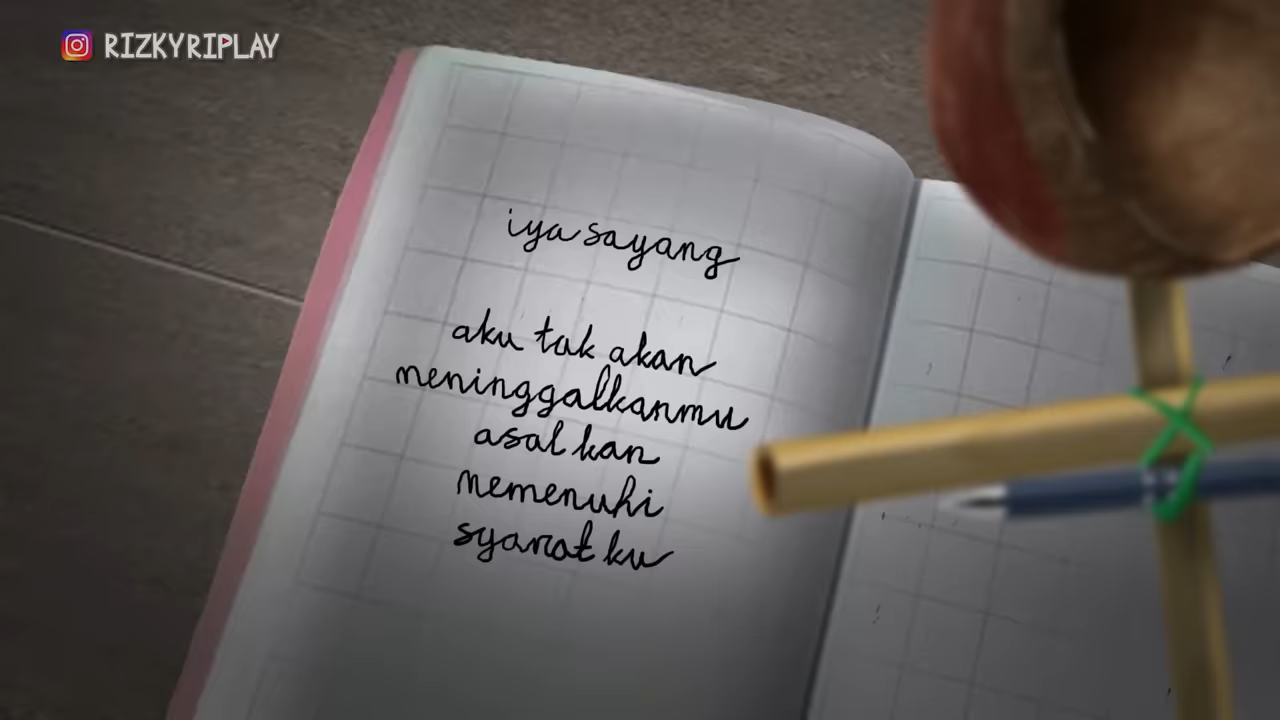 RIZKYRIPLAY
iya sayang
aku tak akan
meninggalkanmu
asal kan
memenuhi
syarat ku